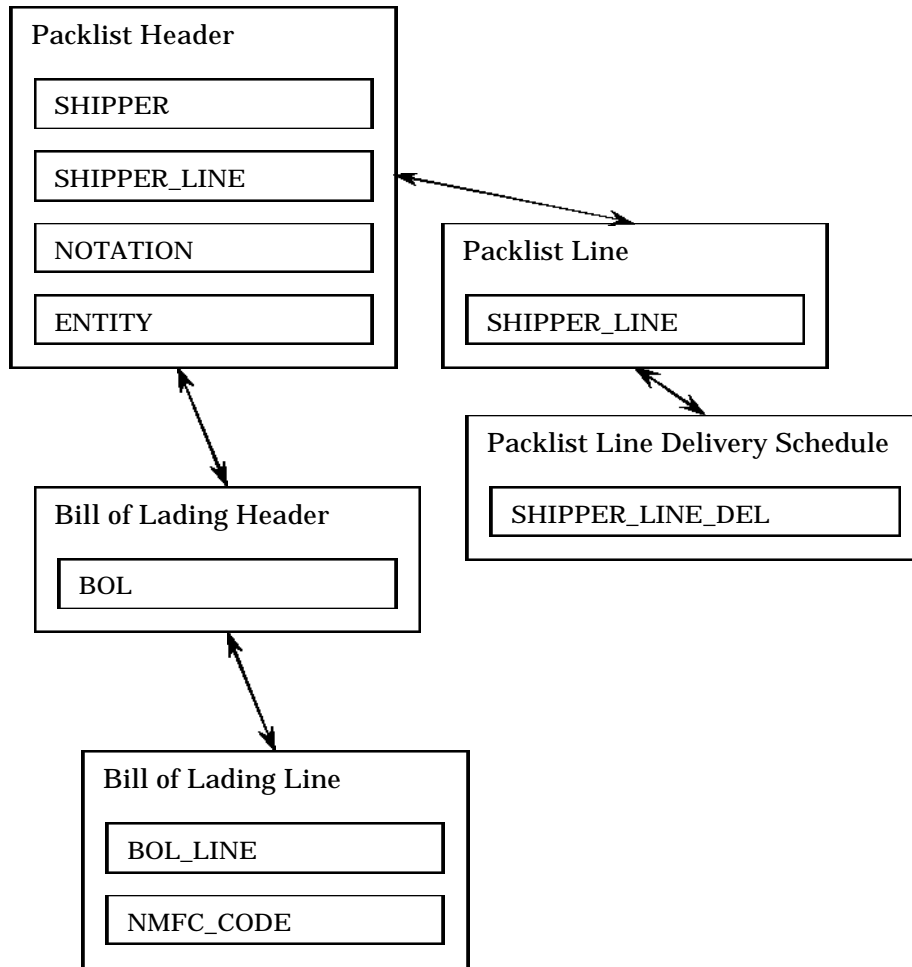 Packlist Header
SHIPPER
SHIPPER_LINE
NOTATION
ENTITY
Packlist Line
SHIPPER_LINE
Packlist Line Delivery Schedule
SHIPPER_LINE_DEL
Bill of Lading Header
BOL
Bill of Lading Line
BOL_LINE
NMFC_CODE